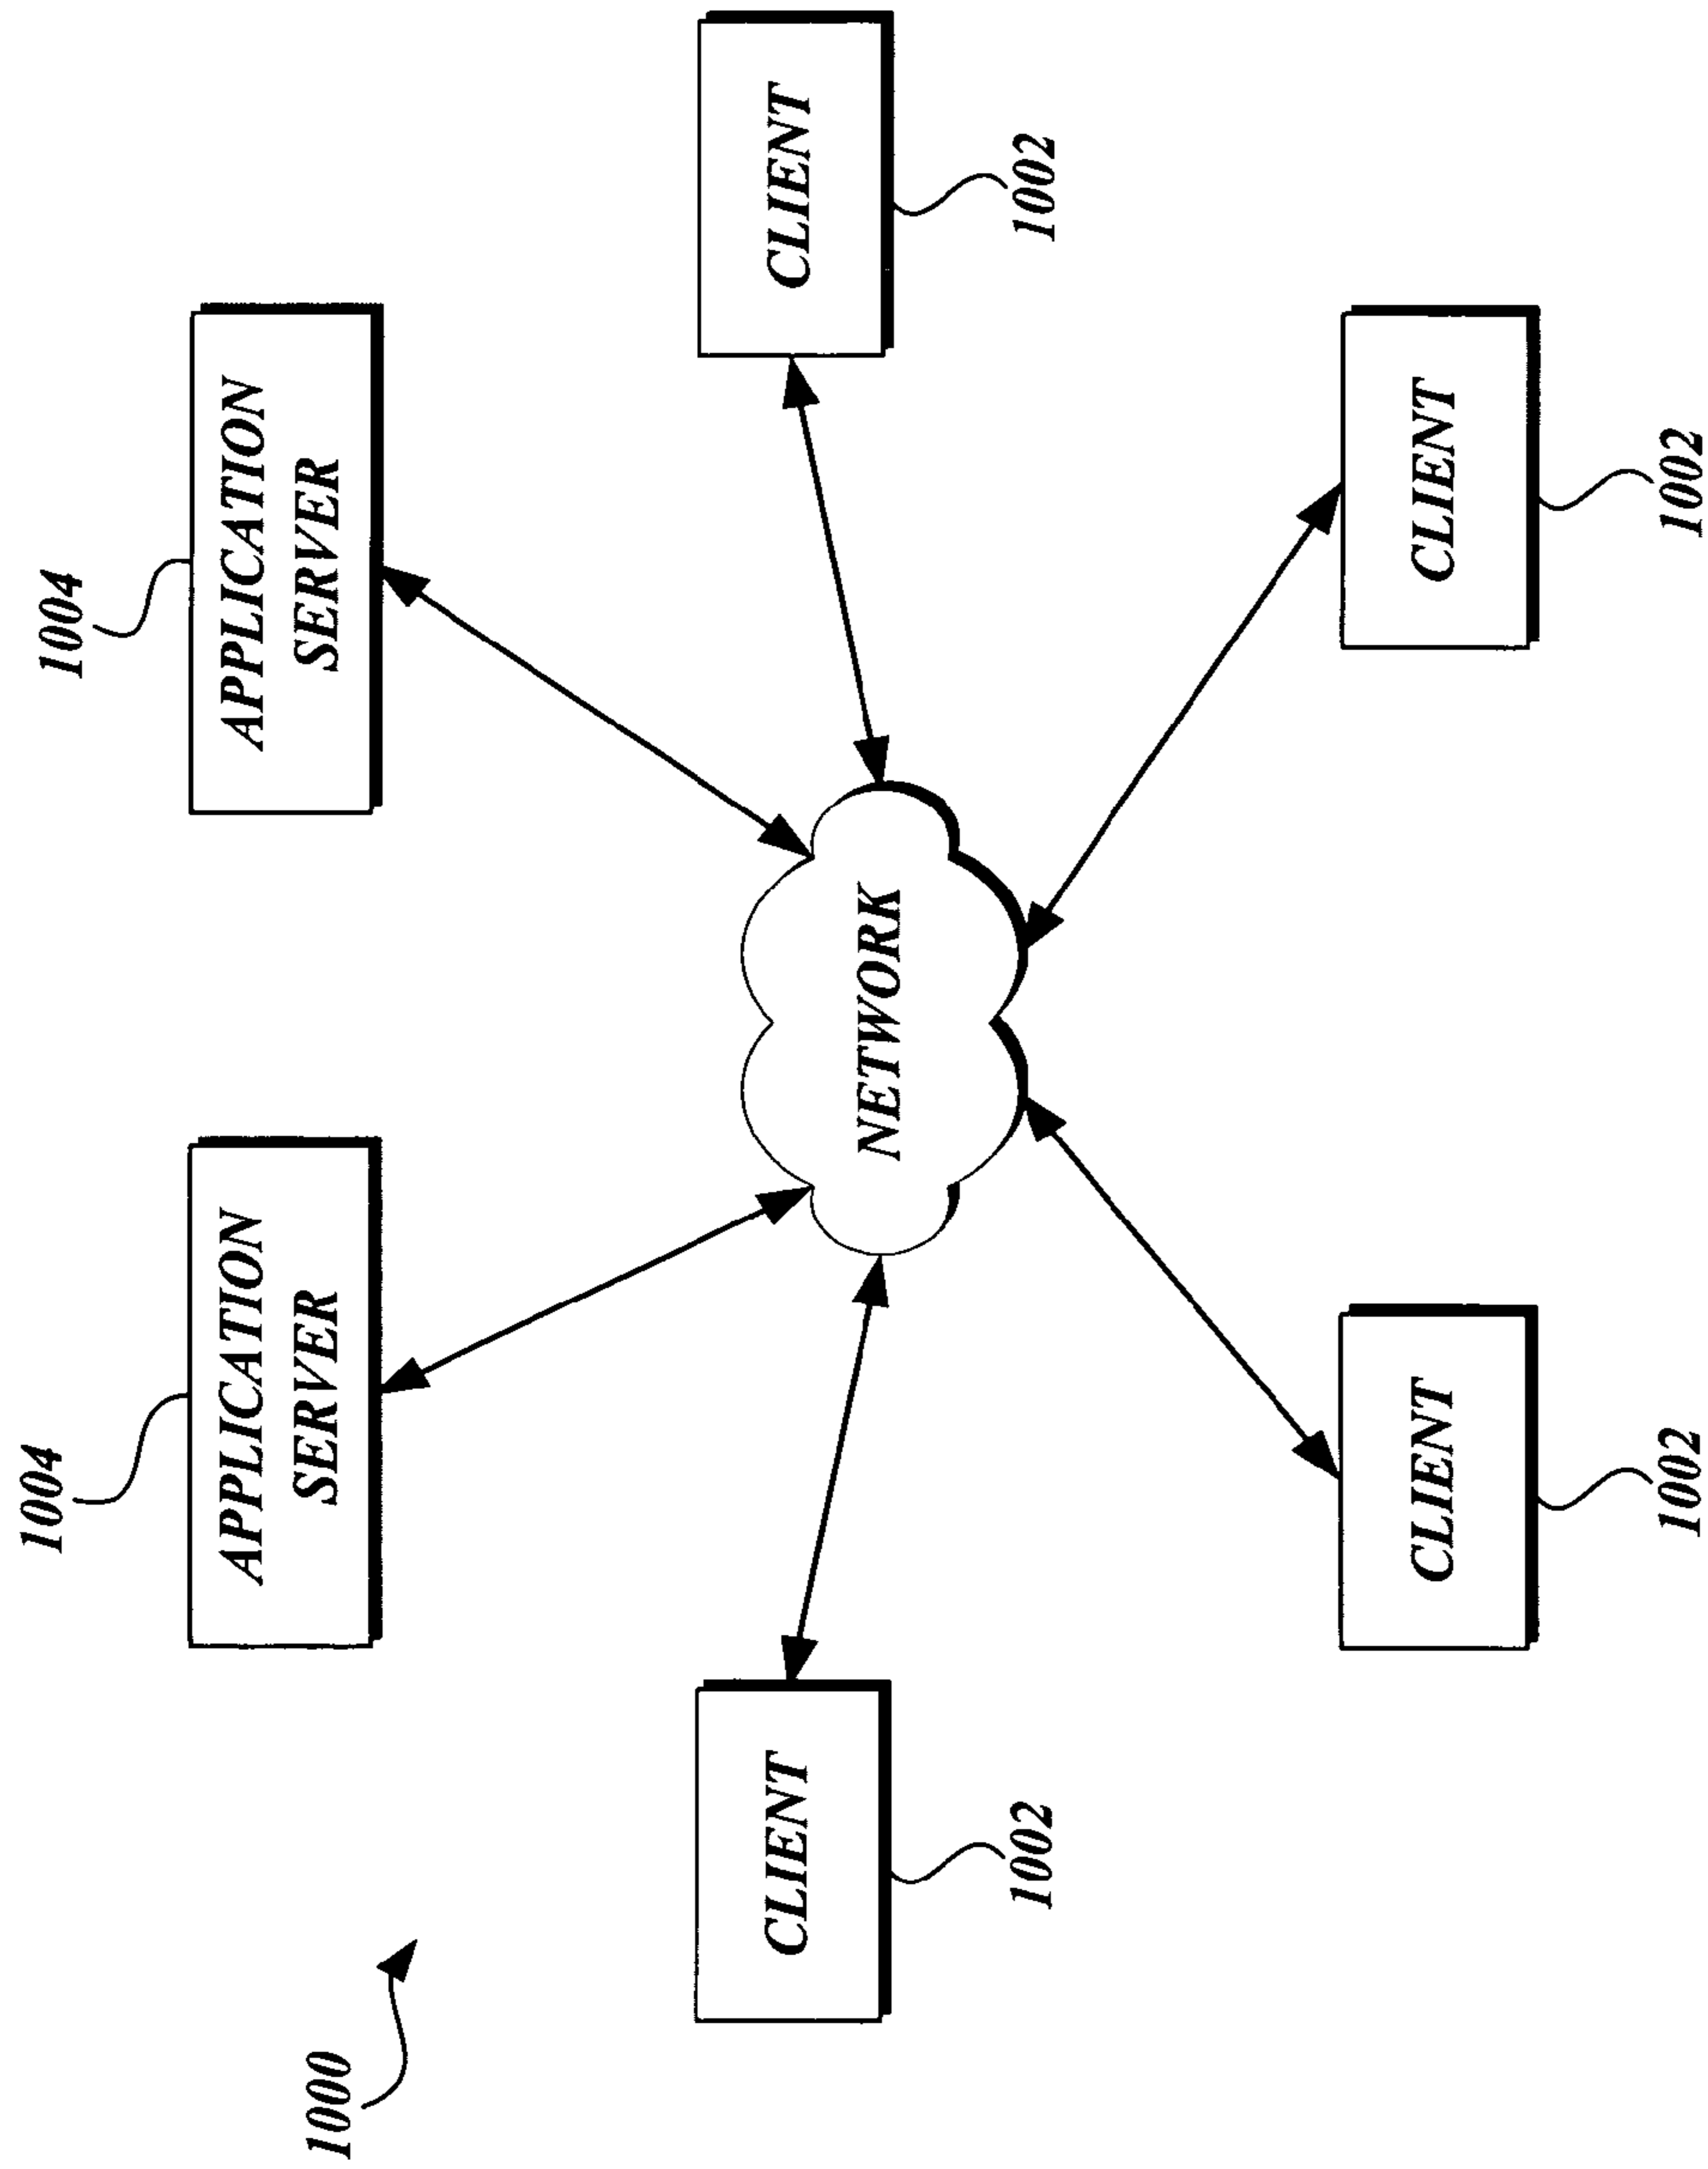 1004
1004
APPLICATION
SERVER
APPLICATION
SERVER
1000
CLIENT
1002
NETWORK
CLIENT
1002
CLIENT
1002
CLIENT
1002